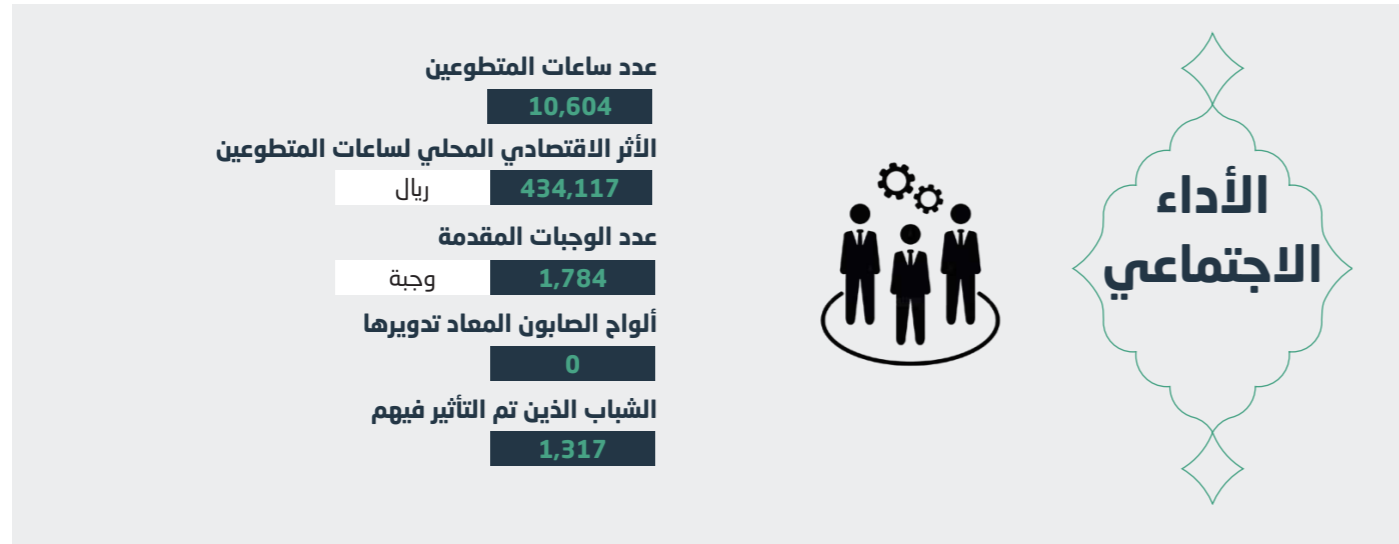 الأداء
الاجتماعي
عدد ساعات المتطوعين
10,604
الأثر الاقتصادي المحلي لساعات المتطوعين
434,117 ريال
عدد الوجبات المقدمة
1,784 وجبة
ألواح الصابون المعاد تدويرها
0
الشباب الذين تم التأثير فيهم
1,317